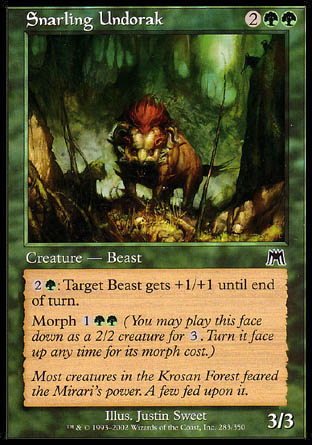 Snarling Undorak 2
Creature — Beast
2 : Target Beast gets +1/+1 until end
of turn.
Morph 1 (You may play this face
down as a 2/2 creature for 3. Turn it face
up any time for its morph cost.)
Most creatures in the Krosan Forest feared
the Mirari's power. A few fed upon it.
Illus. Justin Sweet
™ & © 1993–2002 Wizards of the Coast, Inc. 283/350
3/3